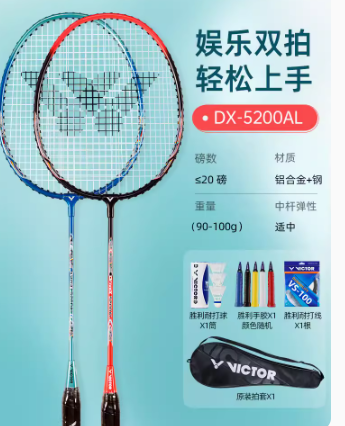 娱乐双拍
轻松上手
DX-5200AL
磅数
材质
≤20 磅
铝合金+钢
重量
中杆弹性
（90-100g）
适中
VS-100
VICTOR
胜利耐打球
X1筒
胜利手胶X1
颜色随机
胜利耐打线
X1根
VICTOR
原装拍套X1